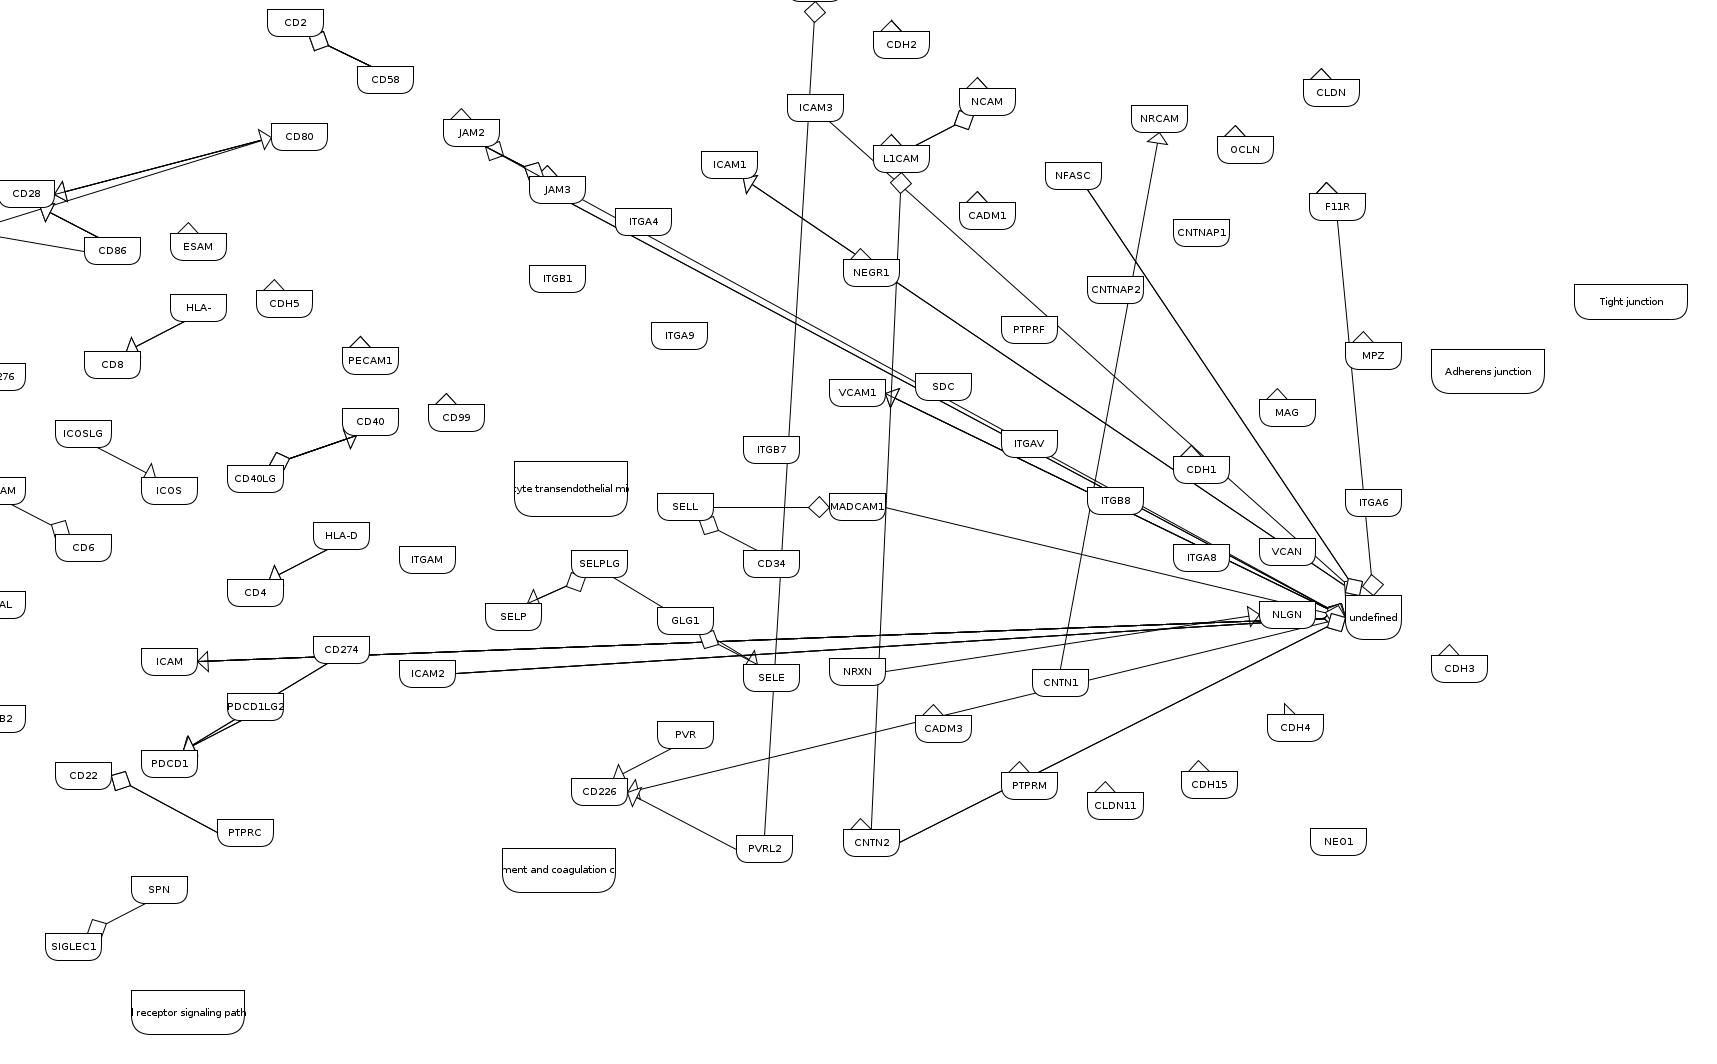 CD2
CDH2
CD58
CLDN
NCAM
ICAM3
NRCAM
JAM2
CD80
OCLN
L1CAM
ICAM1
NFASC
JAM3
CD28
F11R
CADM1
ITGA4
CNTNAP1
ESAM
CD86
NEGR1
ITGB1
CNTNAP2
Tight junction
CDH5
HLA-
PTPRF
ITGA9
MPZ
PECAM1
CD8
Adherens junction
276
SDC
VCAM1
MAG
CD99
CD40
ICOSLG
ITGAV
ITGB7
CDH1
CD40LG
cyte transendothelial mi
ICOS
AM
ITGB8
ITGA6
SELL
MADCAM1
HLA-D
CD6
VCAN
ITGA8
ITGAM
SELPLG
CD34
CD4
AL
NLGN
SELP
undefined
GLG1
CD274
ICAM
CDH3
ICAM2
NRXN
SELE
CNTN1
PDCD1LG2
B2
CDH4
CADM3
PVR
PDCD1
CD22
CDH15
PTPRM
CD226
CLDN11
PTPRC
NEO1
CNTN2
PVRL2
ment and coagulation c
SPN
SIGLEC1
l receptor signaling path